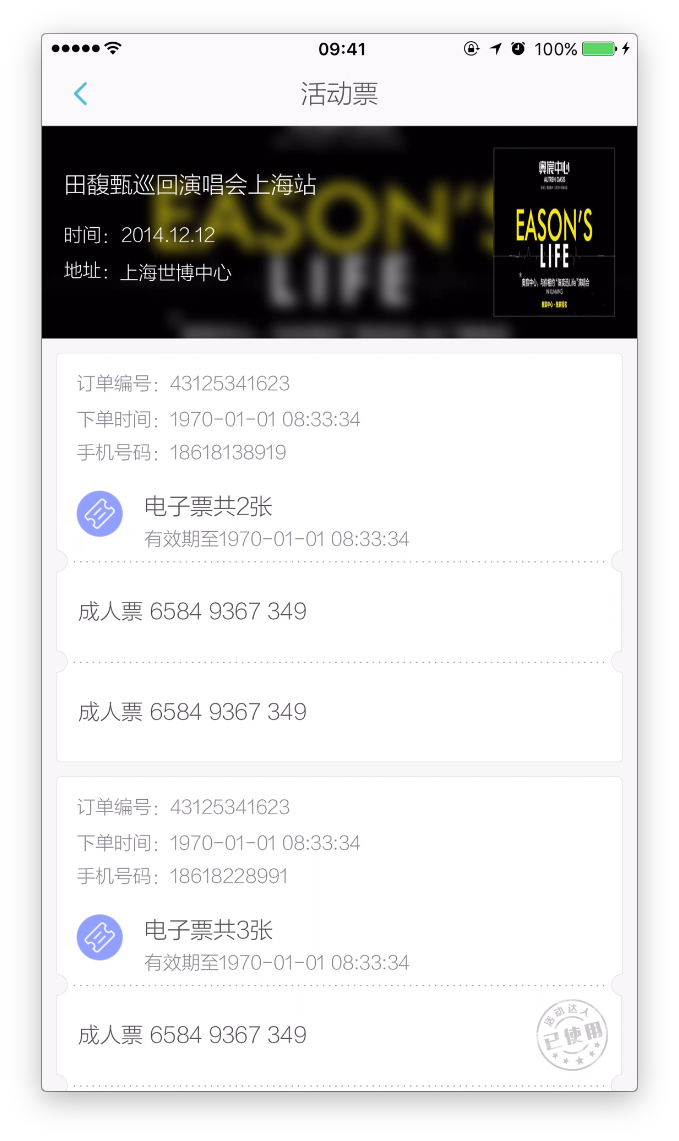 09:41
100%
活动票
田馥甄巡回演唱会上海站
时间：2014.12.12
地址：上海世博中心
EASON'S
LIFE
奥层中心
EASON'S
LIFE
订单编号：43125341623
下单时间：1970-01-01 08:33:34
手机号码：18618138919
电子票共2张
有效期至1970-01-01 08:33:34
成人票 6584 9367 349
成人票 6584 9367 349
订单编号：43125341623
下单时间：1970-01-01 08:33:34
手机号码：18618228991
电子票共3张
有效期至1970-01-01 08:33:34
成人票 6584 9367 349
活动达人
已使用